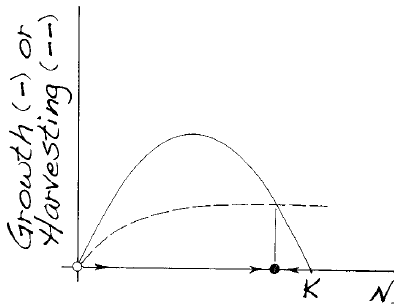 Growth (-) or
Harvesting (--)
K
N